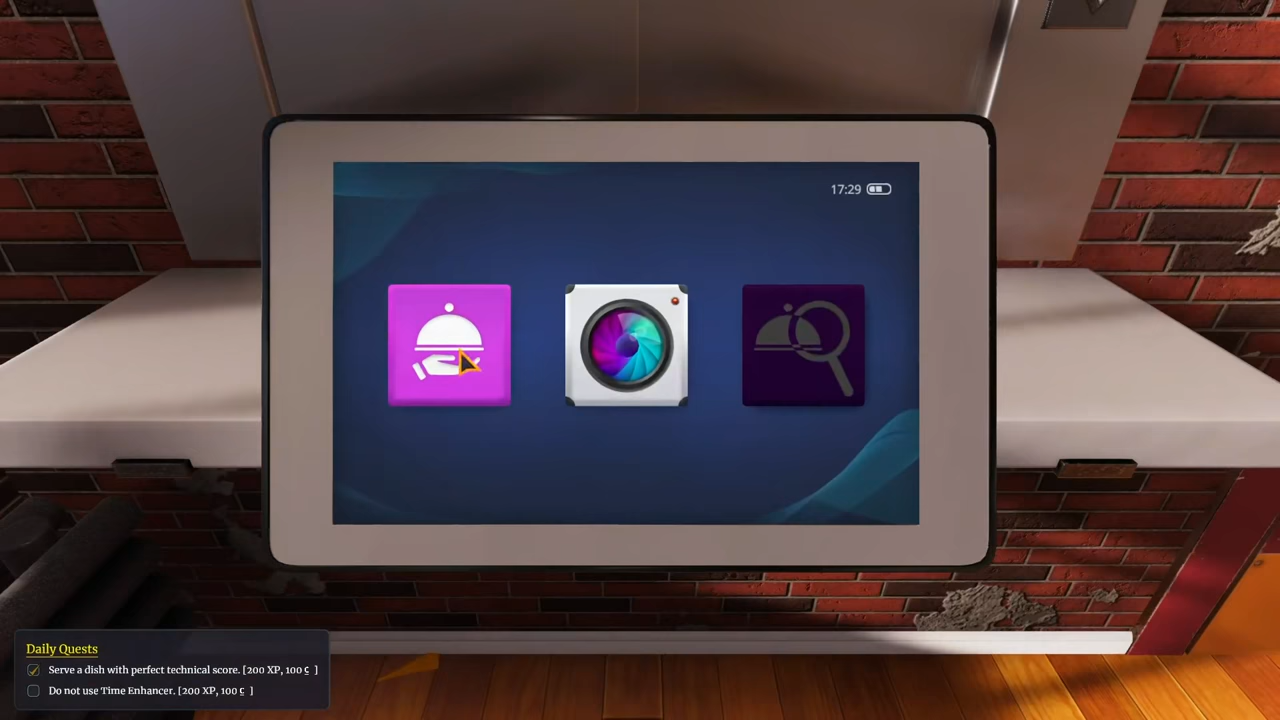 17:29
Daily Quests
Serve a dish with perfect technical score. [200 XP, 100 ]
Do not use Time Enhancer. [200 XP, 100 ]